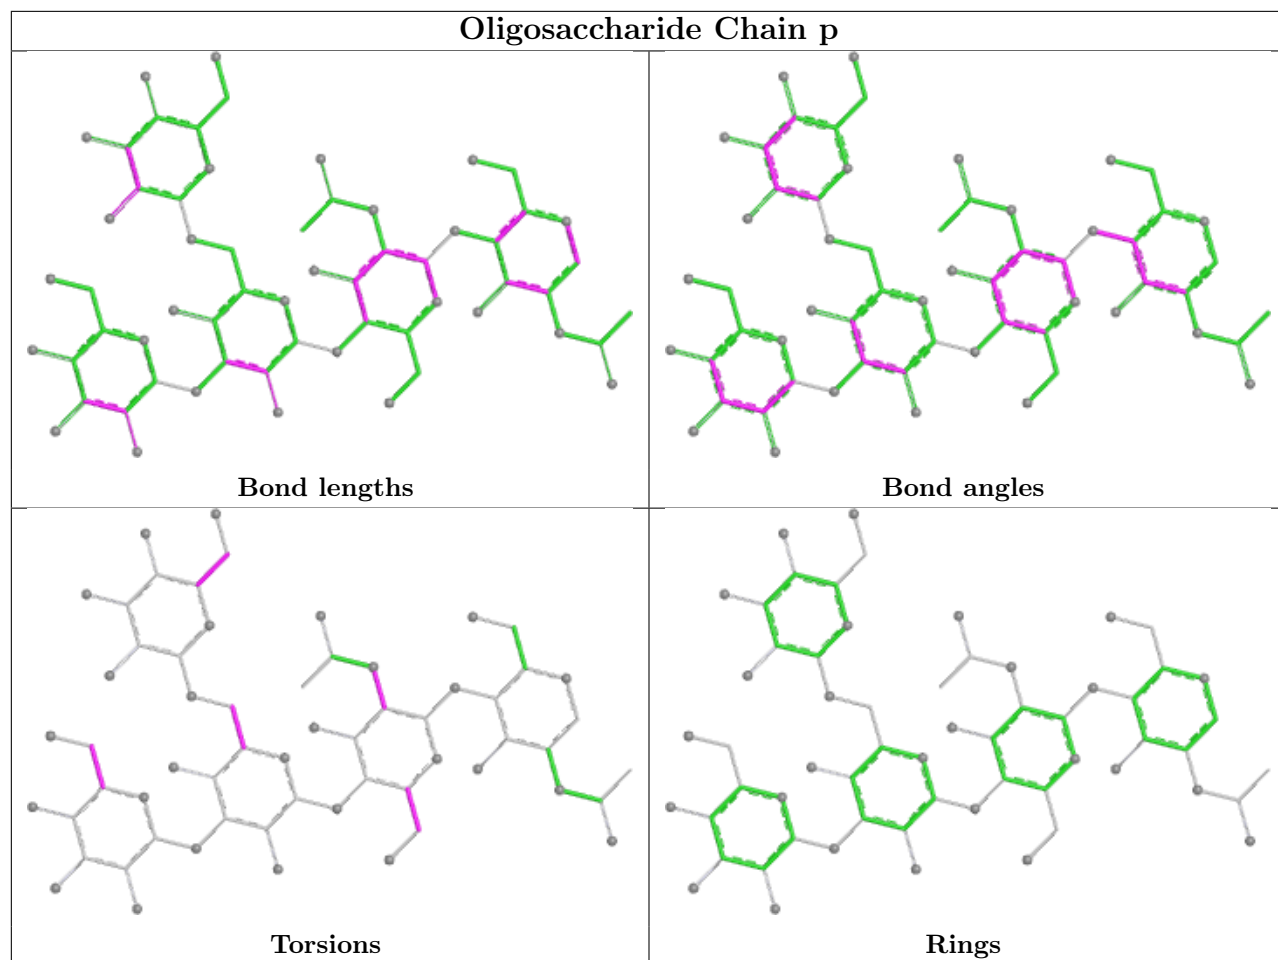 Oligosaccharide Chain p
Bond lengths
Bond angles
Torsions
Rings